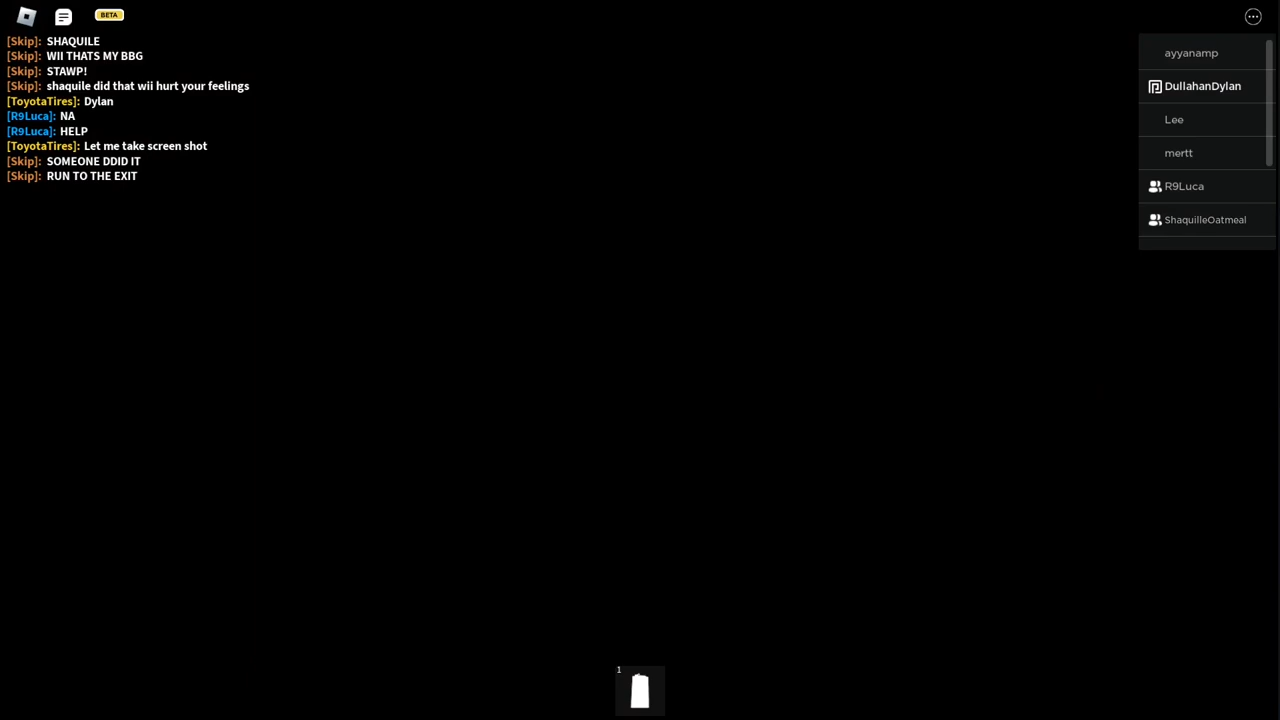 BETA
[Skip]: SHAQUILE
[Skip]: WII THATS MY BBG
[Skip]: STAWP!
[Skip]: shaquile did that wii hurt your feelings
[ToyotaTires]: Dylan
[R9Luca]: NA
[R9Luca]: HELP
[ToyotaTires]: Let me take screen shot
[Skip]: SOMEONE DDID IT
[Skip]: RUN TO THE EXIT
ayyanamp
DullahanDylan
Lee
mertt
R9Luca
ShaquilleOatmeal
1